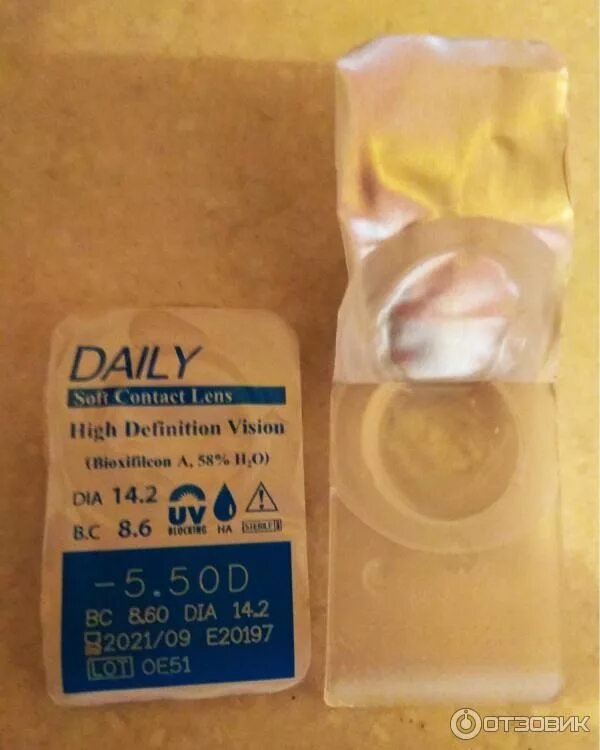 DAILY
Soft Contact Lens
High Definition Vision
(Bioxifilcon A, 58% H₂O)
DIA 14.2
B.C 8.6
UV
BLOCKING
HA
STERILE
-5.50D
BC 8.60 DIA 14.2
2021/09 E20197
LOT OE51
ОТЗОВИК